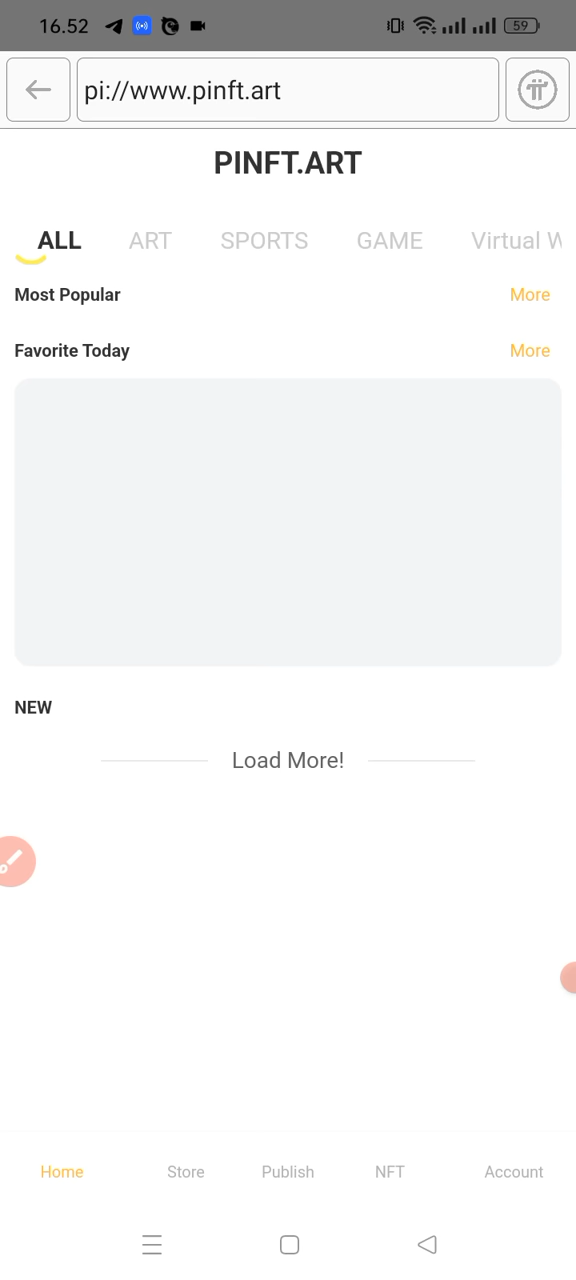 16.52
59
pi://www.pinft.art
PINFT.ART
ALL ART SPORTS GAME Virtual W
Most Popular More
Favorite Today More
NEW
Load More!
Home Store Publish NFT Account